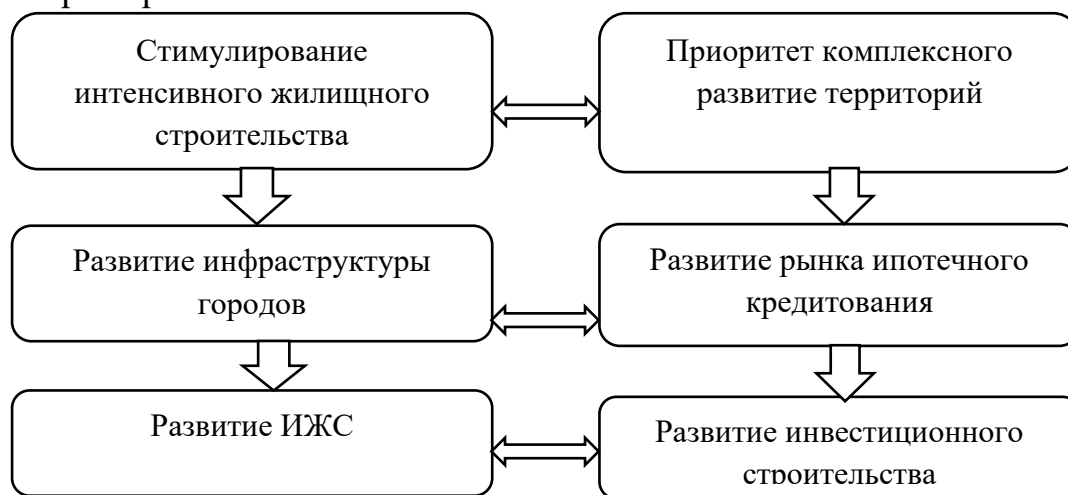 Стимулирование
интенсивного жилищного
строительства
Приоритет комплексного
развитие территорий
Развитие инфраструктуры
городов
Развитие рынка ипотечного
кредитования
Развитие ИЖС
Развитие инвестиционного
строительства